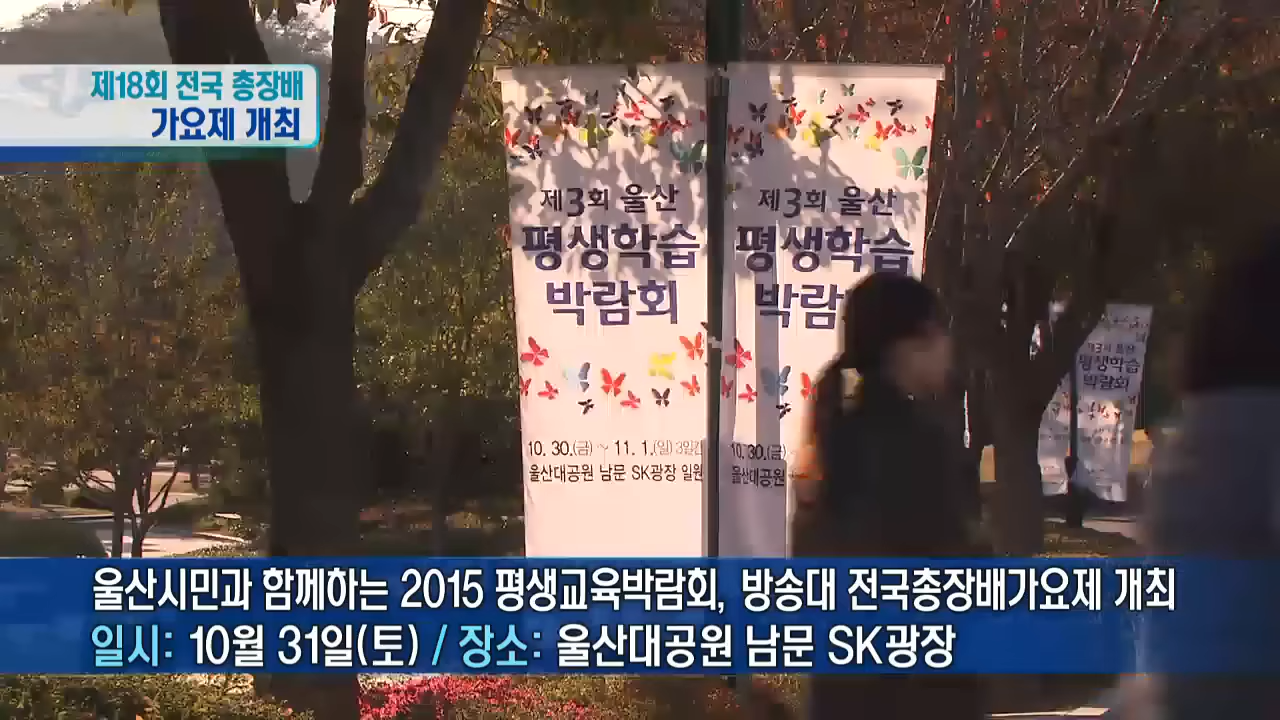 제18회 전국 총장배
가요제 개최
제3회 울산
평생학습
박람회
10. 30.(금) ~ 11. 1.(일) 3일간
울산대공원 남문 SK광장 일원
제3회 울산
평생학습
박람
10. 30.(금)
울산대공원
제3회 울산
평생학습
박람회
울산시민과 함께하는 2015 평생교육박람회, 방송대 전국총장배가요제 개최
일시: 10월 31일(토) / 장소: 울산대공원 남문 SK광장